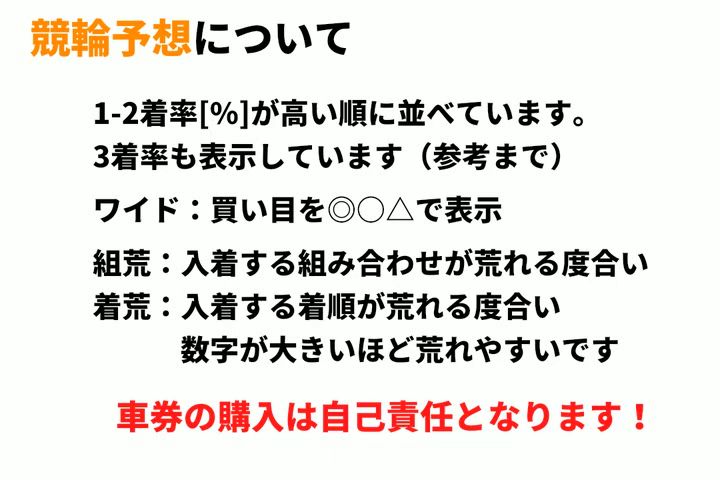 競輪予想について
1-2着率[%]が高い順に並べています。
3着率も表示しています（参考まで）
ワイド：買い目を◎○△で表示
組荒：入着する組み合わせが荒れる度合い
着荒：入着する着順が荒れる度合い
数字が大きいほど荒れやすいです
車券の購入は自己責任となります！